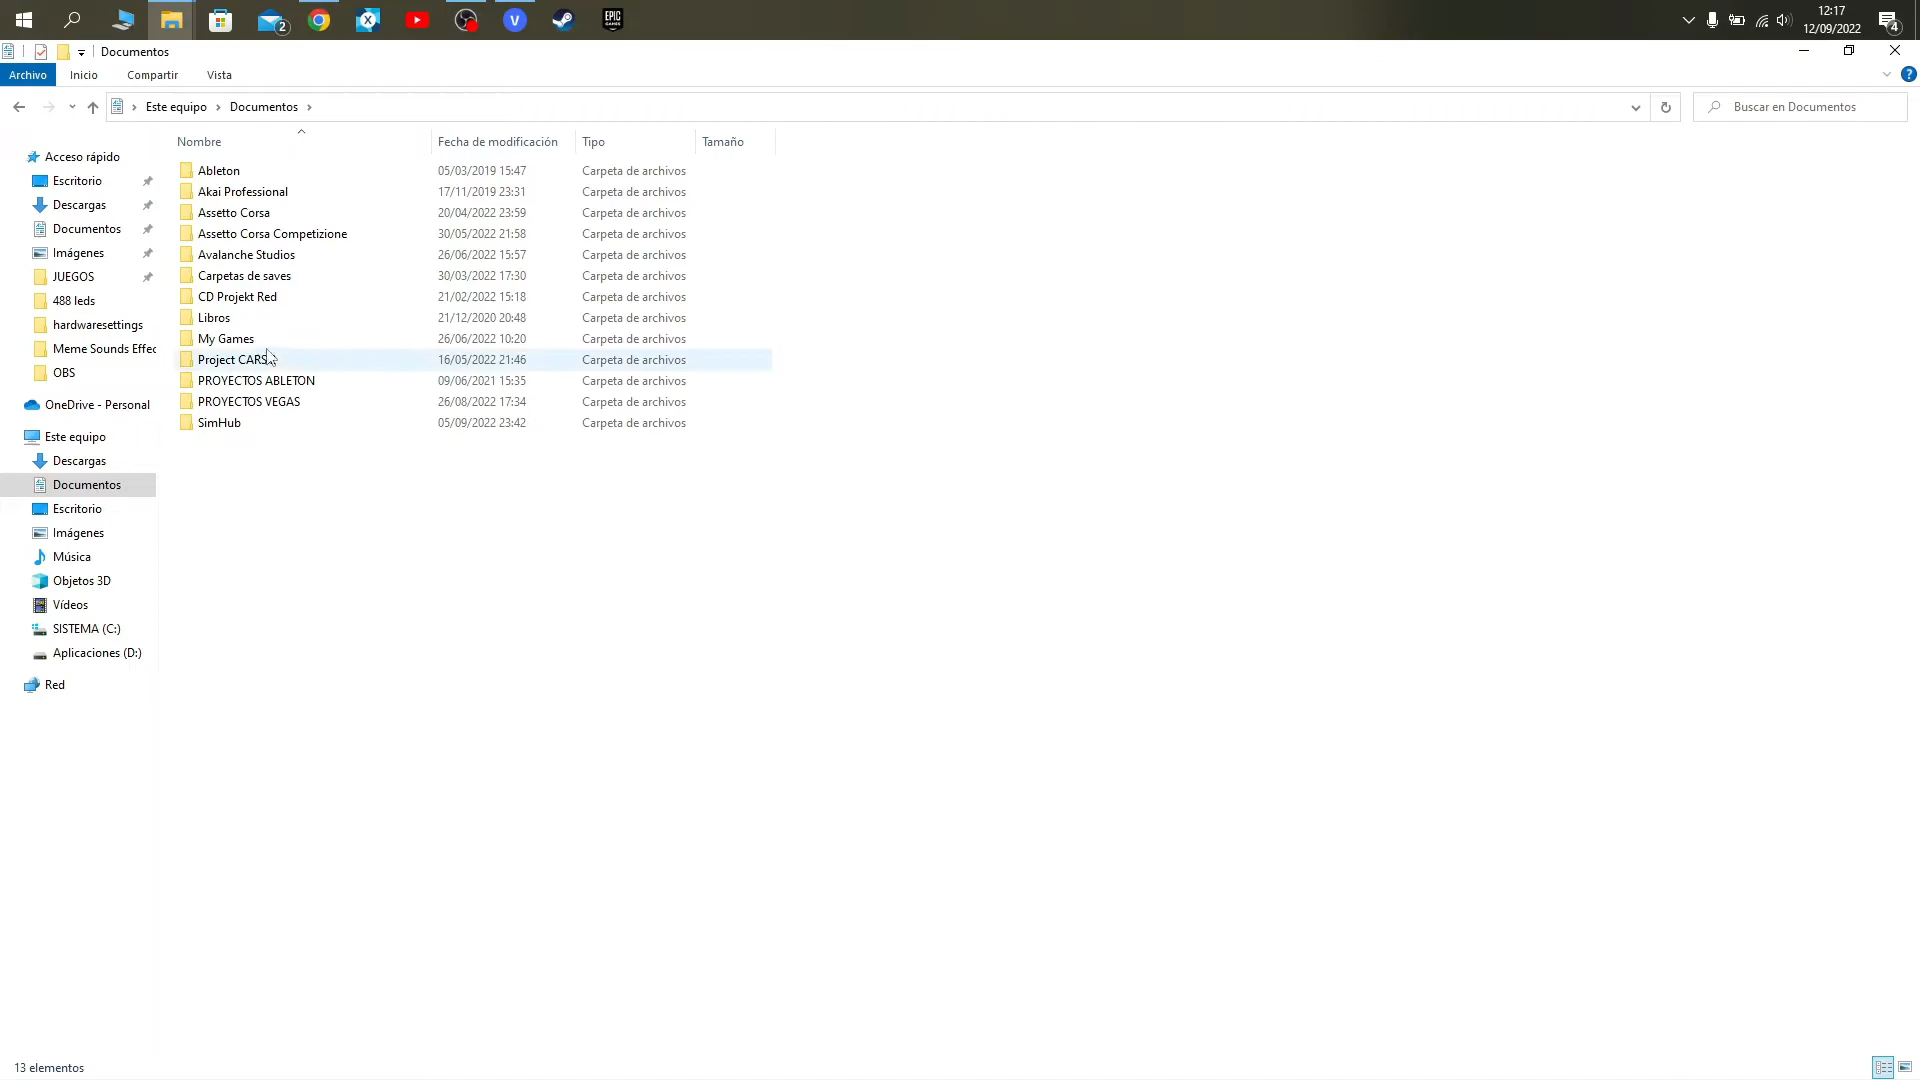 2
V
EPIC
GAMES
12:17
12/09/2022
4
Documentos
Archivo Inicio Compartir Vista
?
Este equipo Documentos
Buscar en Documentos
Nombre Fecha de modificación Tipo Tamaño
Acceso rápido
Escritorio
Descargas
Documentos
Imágenes
JUEGOS
488 leds
hardwaresettings
Meme Sounds Effec
OBS
OneDrive - Personal
Este equipo
Descargas
Documentos
Escritorio
Imágenes
Música
Objetos 3D
Vídeos
SISTEMA (C:)
Aplicaciones (D:)
Red
Ableton 05/03/2019 15:47 Carpeta de archivos
Akai Professional 17/11/2019 23:31 Carpeta de archivos
Assetto Corsa 20/04/2022 23:59 Carpeta de archivos
Assetto Corsa Competizione 30/05/2022 21:58 Carpeta de archivos
Avalanche Studios 26/06/2022 15:57 Carpeta de archivos
Carpetas de saves 30/03/2022 17:30 Carpeta de archivos
CD Projekt Red 21/02/2022 15:18 Carpeta de archivos
Libros 21/12/2020 20:48 Carpeta de archivos
My Games 26/06/2022 10:20 Carpeta de archivos
Project CARS 16/05/2022 21:46 Carpeta de archivos
PROYECTOS ABLETON 09/06/2021 15:35 Carpeta de archivos
PROYECTOS VEGAS 26/08/2022 17:34 Carpeta de archivos
SimHub 05/09/2022 23:42 Carpeta de archivos
13 elementos